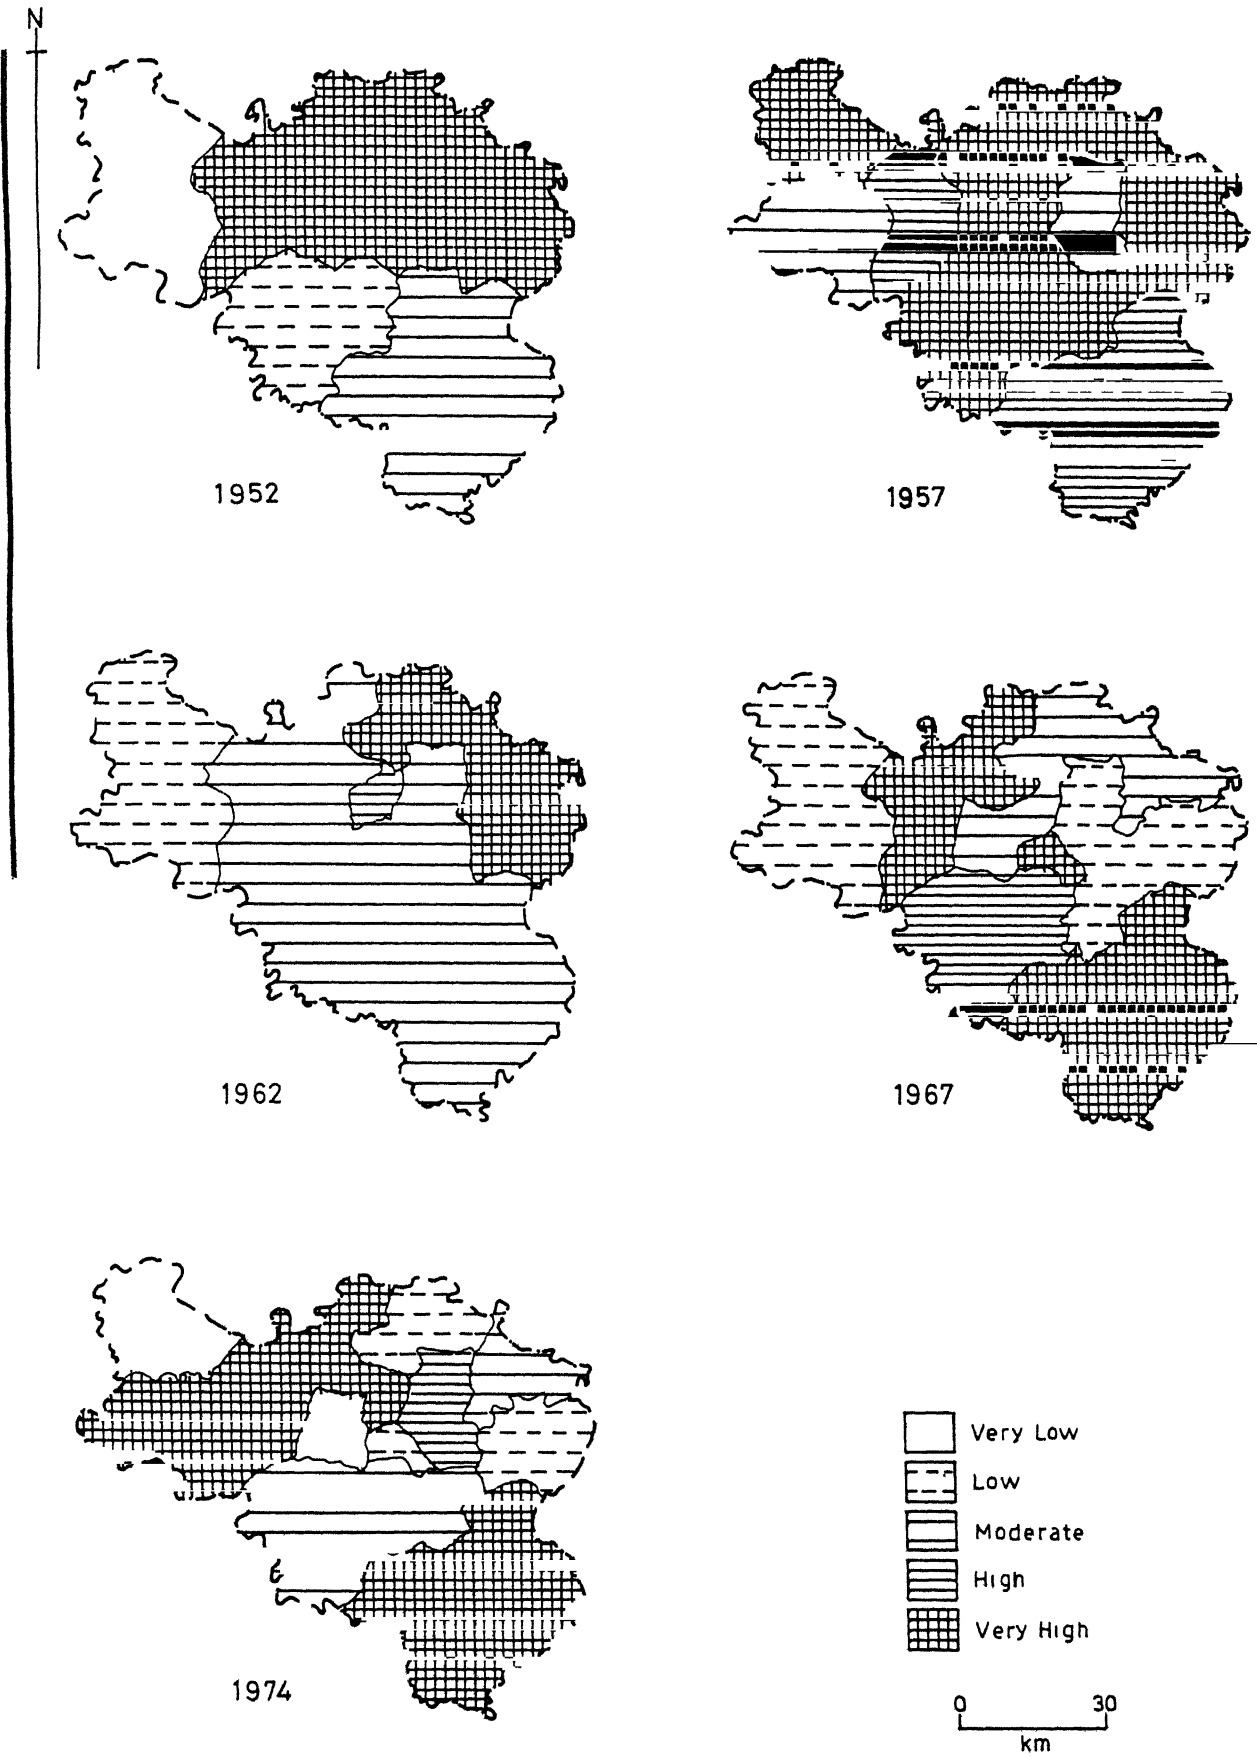 N
1952
1957
1962
1967
1974
Very Low
Low
Moderate
High
Very High
0 30
km